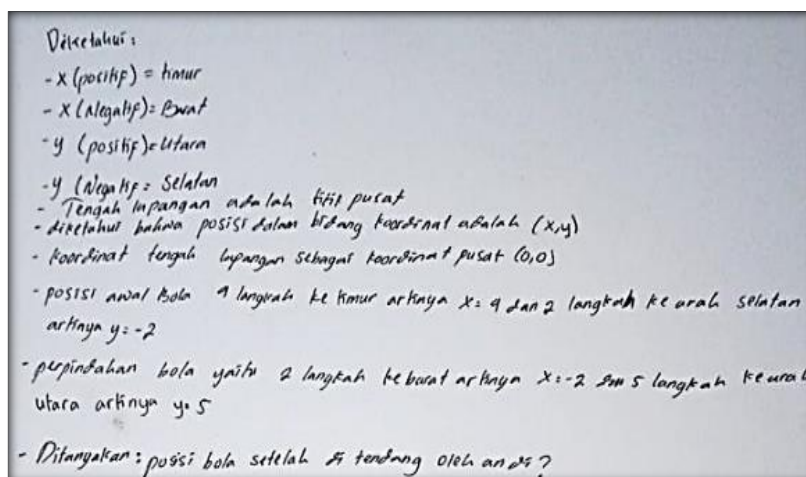 Diketahui:
- X (positif) = timur
- X (Negatif) = Barat
- y (positif) = Utara
- y (Negatif = Selatan
- Tengah lapangan adalah titik pusat
- diketahui bahwa posisi dalam bidang koordinat adalah (x,y)
- koordinat tengah lapangan sebagai koordinat pusat (0,0)
- posisi awal Bola langkah ke timur artinya x = dan 2 langkah ke arah selatan
artinya y = -2
- perpindahan bola yaitu 2 langkah ke barat artinya x = -2 dan 5 langkah ke arah
utara artinya y = 5
- Ditanyakan : posisi bola setelah di tendang oleh andi?